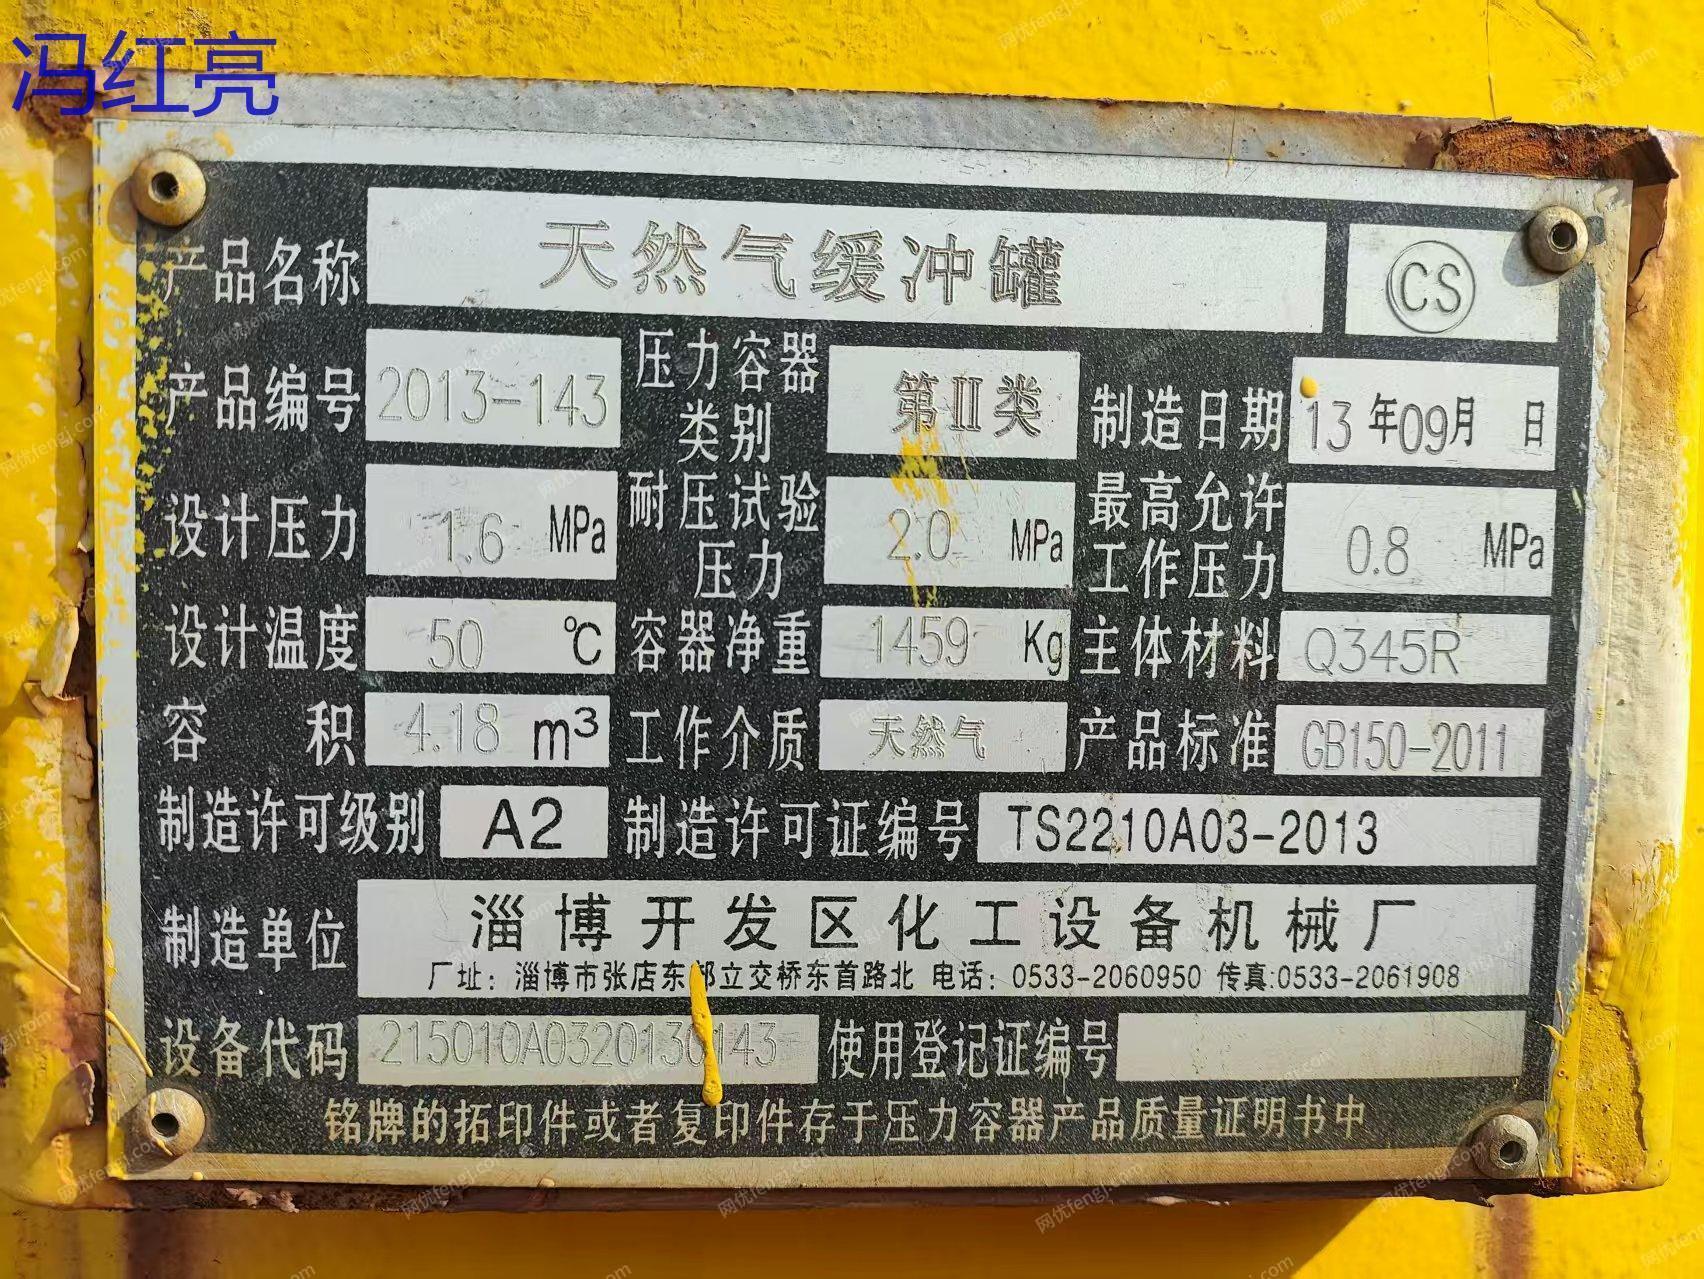 冯红亮
产品名称 天然气缓冲罐 CS
产品编号 2013-143 压力容器类别 第II类 制造日期 13年09月 日
设计压力 1.6 MPa 耐压试验压力 2.0 MPa 最高允许工作压力 0.8 MPa
设计温度 50 ℃ 容器净重 1459 Kg 主体材料 Q345R
容积 4.18 m³ 工作介质 天然气 产品标准 GB150-2011
制造许可级别 A2 制造许可证编号 TS2210A03-2013
制造单位 淄博开发区化工设备机械厂
厂址：淄博市张店东部立交桥东首路北 电话：0533-2060950 传真:0533-2061908
设备代码 215010A0320130143 使用登记证编号
铭牌的拓印件或者复印件存于压力容器产品质量证明书中